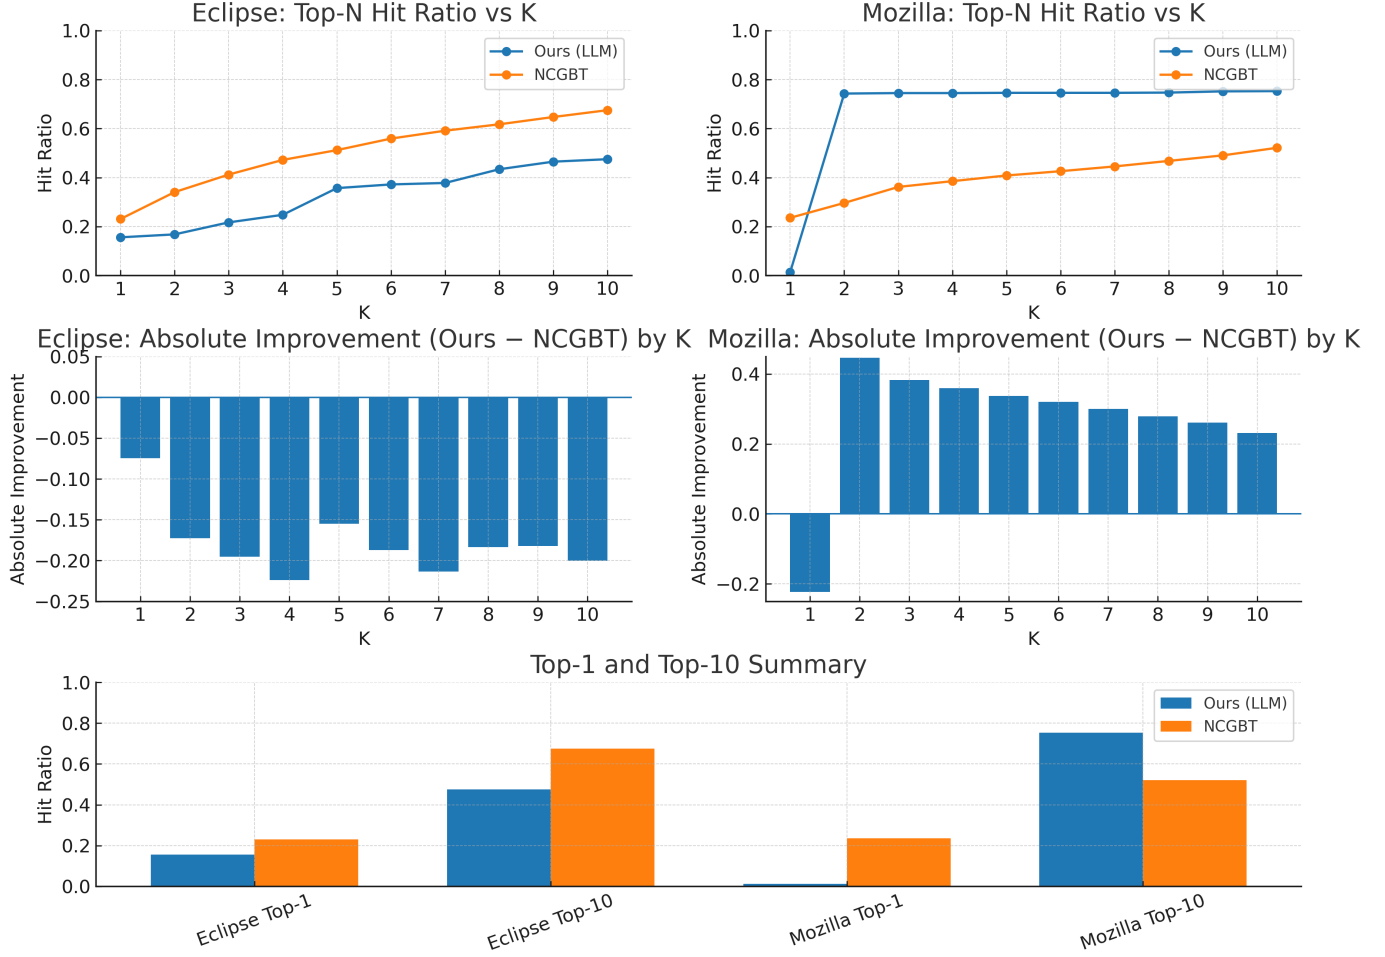 Eclipse: Top-N Hit Ratio vs K
Hit Ratio
1.0
0.8
0.6
0.4
0.2
0.0
Ours (LLM)
NCGBT
1 2 3 4 5 6 7 8 9 10
K
Mozilla: Top-N Hit Ratio vs K
Hit Ratio
1.0
0.8
0.6
0.4
0.2
0.0
Ours (LLM)
NCGBT
1 2 3 4 5 6 7 8 9 10
K
Eclipse: Absolute Improvement (Ours − NCGBT) by K
Absolute Improvement
0.05
0.00
−0.05
−0.10
−0.15
−0.20
−0.25
1 2 3 4 5 6 7 8 9 10
K
Mozilla: Absolute Improvement (Ours − NCGBT) by K
Absolute Improvement
0.4
0.2
0.0
−0.2
1 2 3 4 5 6 7 8 9 10
K
Top-1 and Top-10 Summary
Hit Ratio
1.0
0.8
0.6
0.4
0.2
0.0
Ours (LLM)
NCGBT
Eclipse Top-1
Eclipse Top-10
Mozilla Top-1
Mozilla Top-10